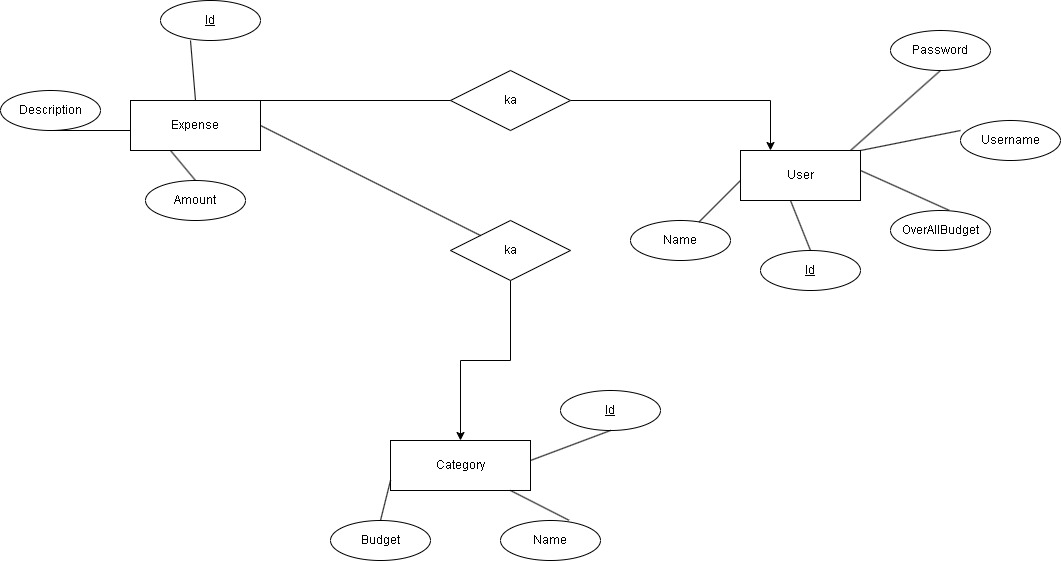 Id
Description
Expense
Amount
ka
Password
Username
User
OverAllBudget
Name
Id
ka
Id
Category
Budget
Name